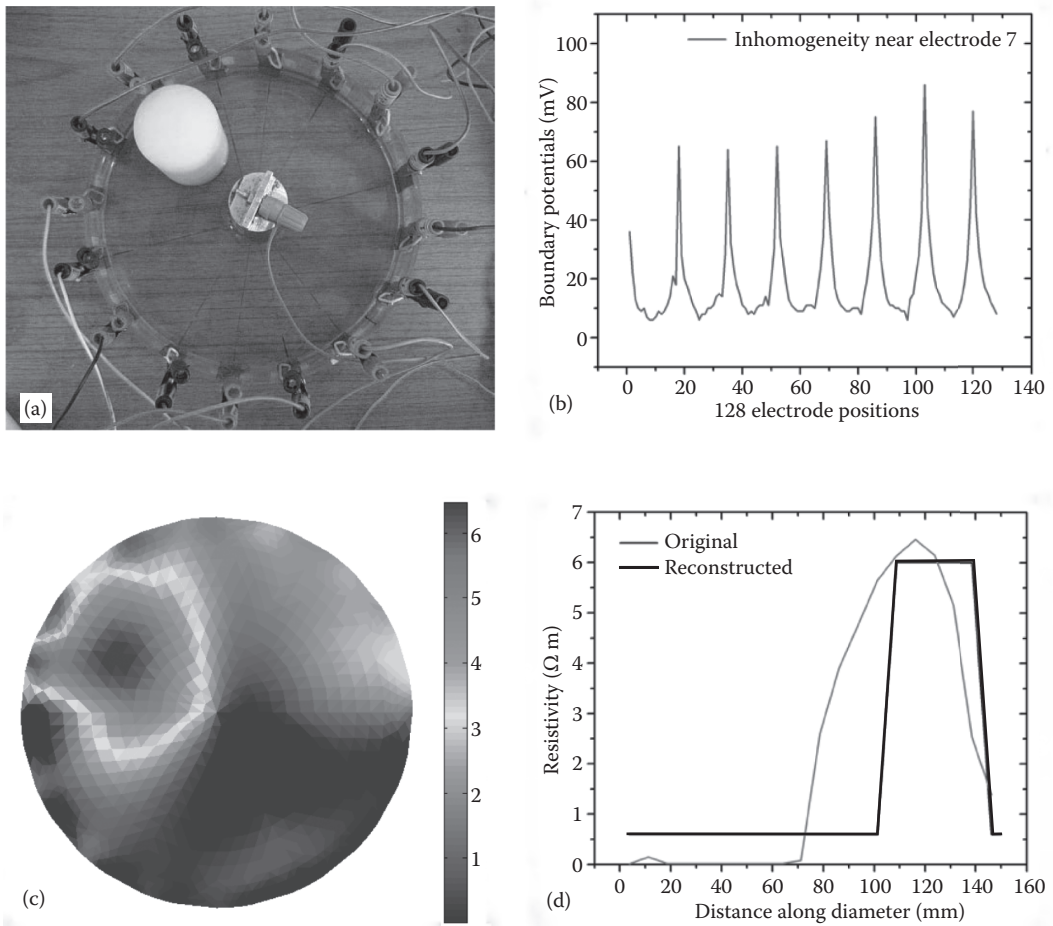 (a)
100
80
60
40
20
0
Boundary potentials (mV)
Inhomogeneity near electrode 7
0 20 40 60 80 100 120 140
128 electrode positions
(b)
6
5
4
3
2
1
(c)
7
6
5
4
3
2
1
0
Resistivity (Ω m)
Original
Reconstructed
0 20 40 60 80 100 120 140 160
Distance along diameter (mm)
(d)